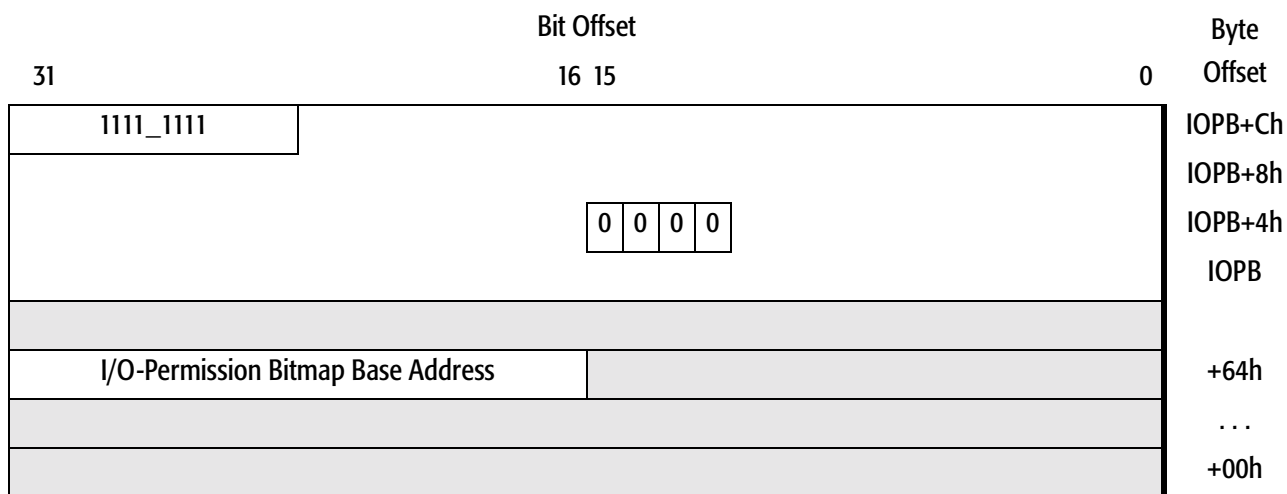 Bit Offset Byte
31 16 15 0 Offset
1111_1111 IOPB+Ch
IOPB+8h
0 0 0 0 IOPB+4h
IOPB
I/O-Permission Bitmap Base Address +64h
. . .
+00h